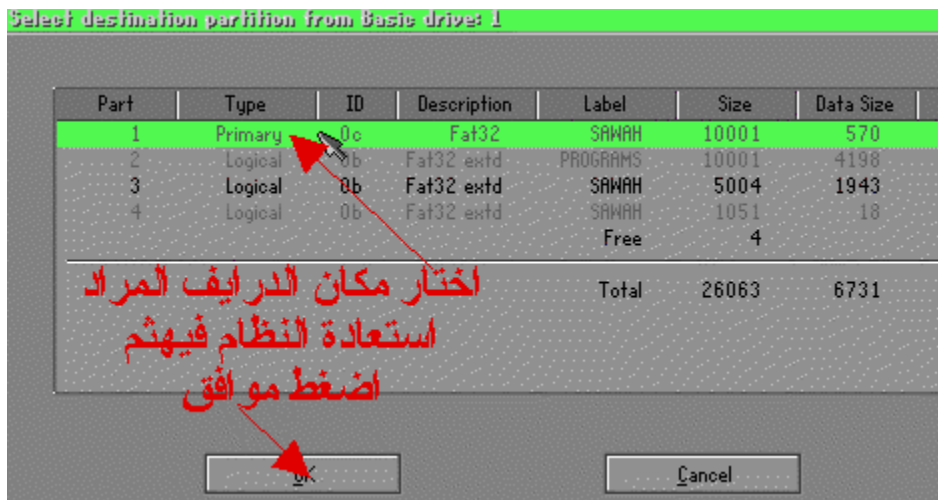 Select destination partition from Basic drive: 1
Part Type ID Description Label Size Data Size
1 Primary 0c Fat32 SAWAH 10001 570
2 Logical 0b Fat32 extd PROGRAMS 10001 4198
3 Logical 0b Fat32 extd SAWAH 5004 1943
4 Logical 0b Fat32 extd SAWAH 1051 18
Free 4
Total 26063 6731
اختار مكان الدرايف المراد
استعادة النظام فيهثم
اضغط موافق
OK Cancel